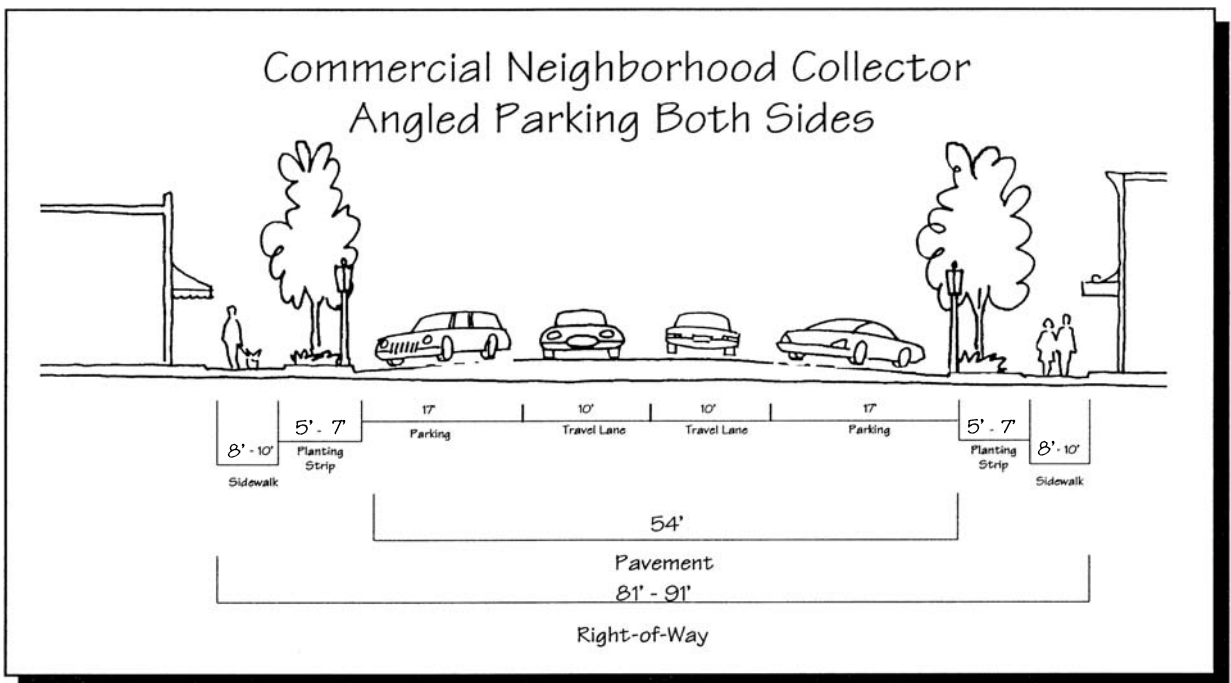 Commercial Neighborhood Collector
Angled Parking Both Sides
17'
10'
10'
17'
Parking
Travel Lane
Travel Lane
Parking
5' - 7'
5' - 7'
Planting
Strip
Planting
Strip
8' - 10'
8' - 10'
Sidewalk
Sidewalk
54'
Pavement
81' - 91'
Right-of-Way